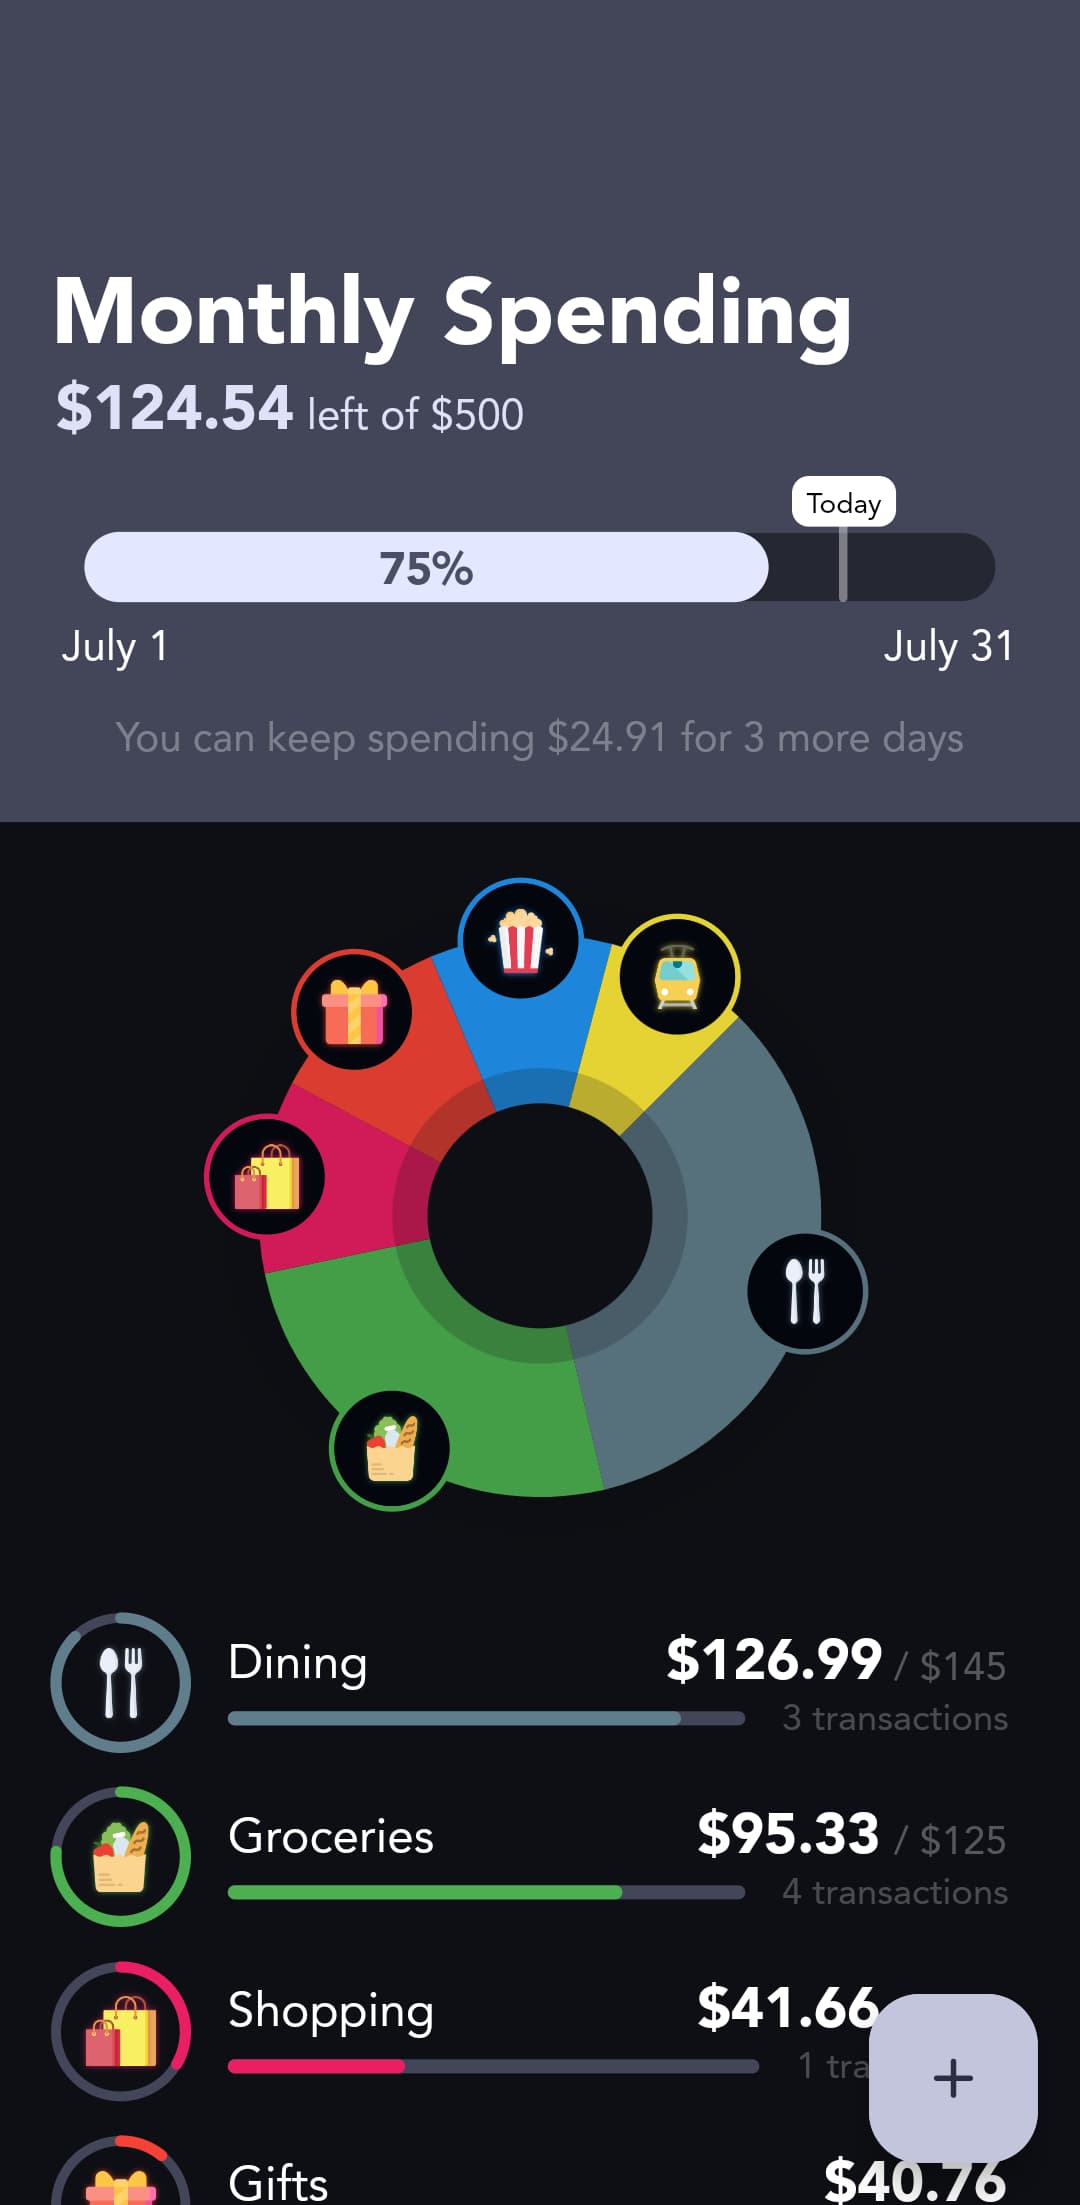 Monthly Spending
$124.54 left of $500
Today
75%
July 1 July 31
You can keep spending $24.91 for 3 more days
Dining $126.99 / $145
3 transactions
Groceries $95.33 / $125
4 transactions
Shopping $41.66
1 tra
+
Gifts $40.76